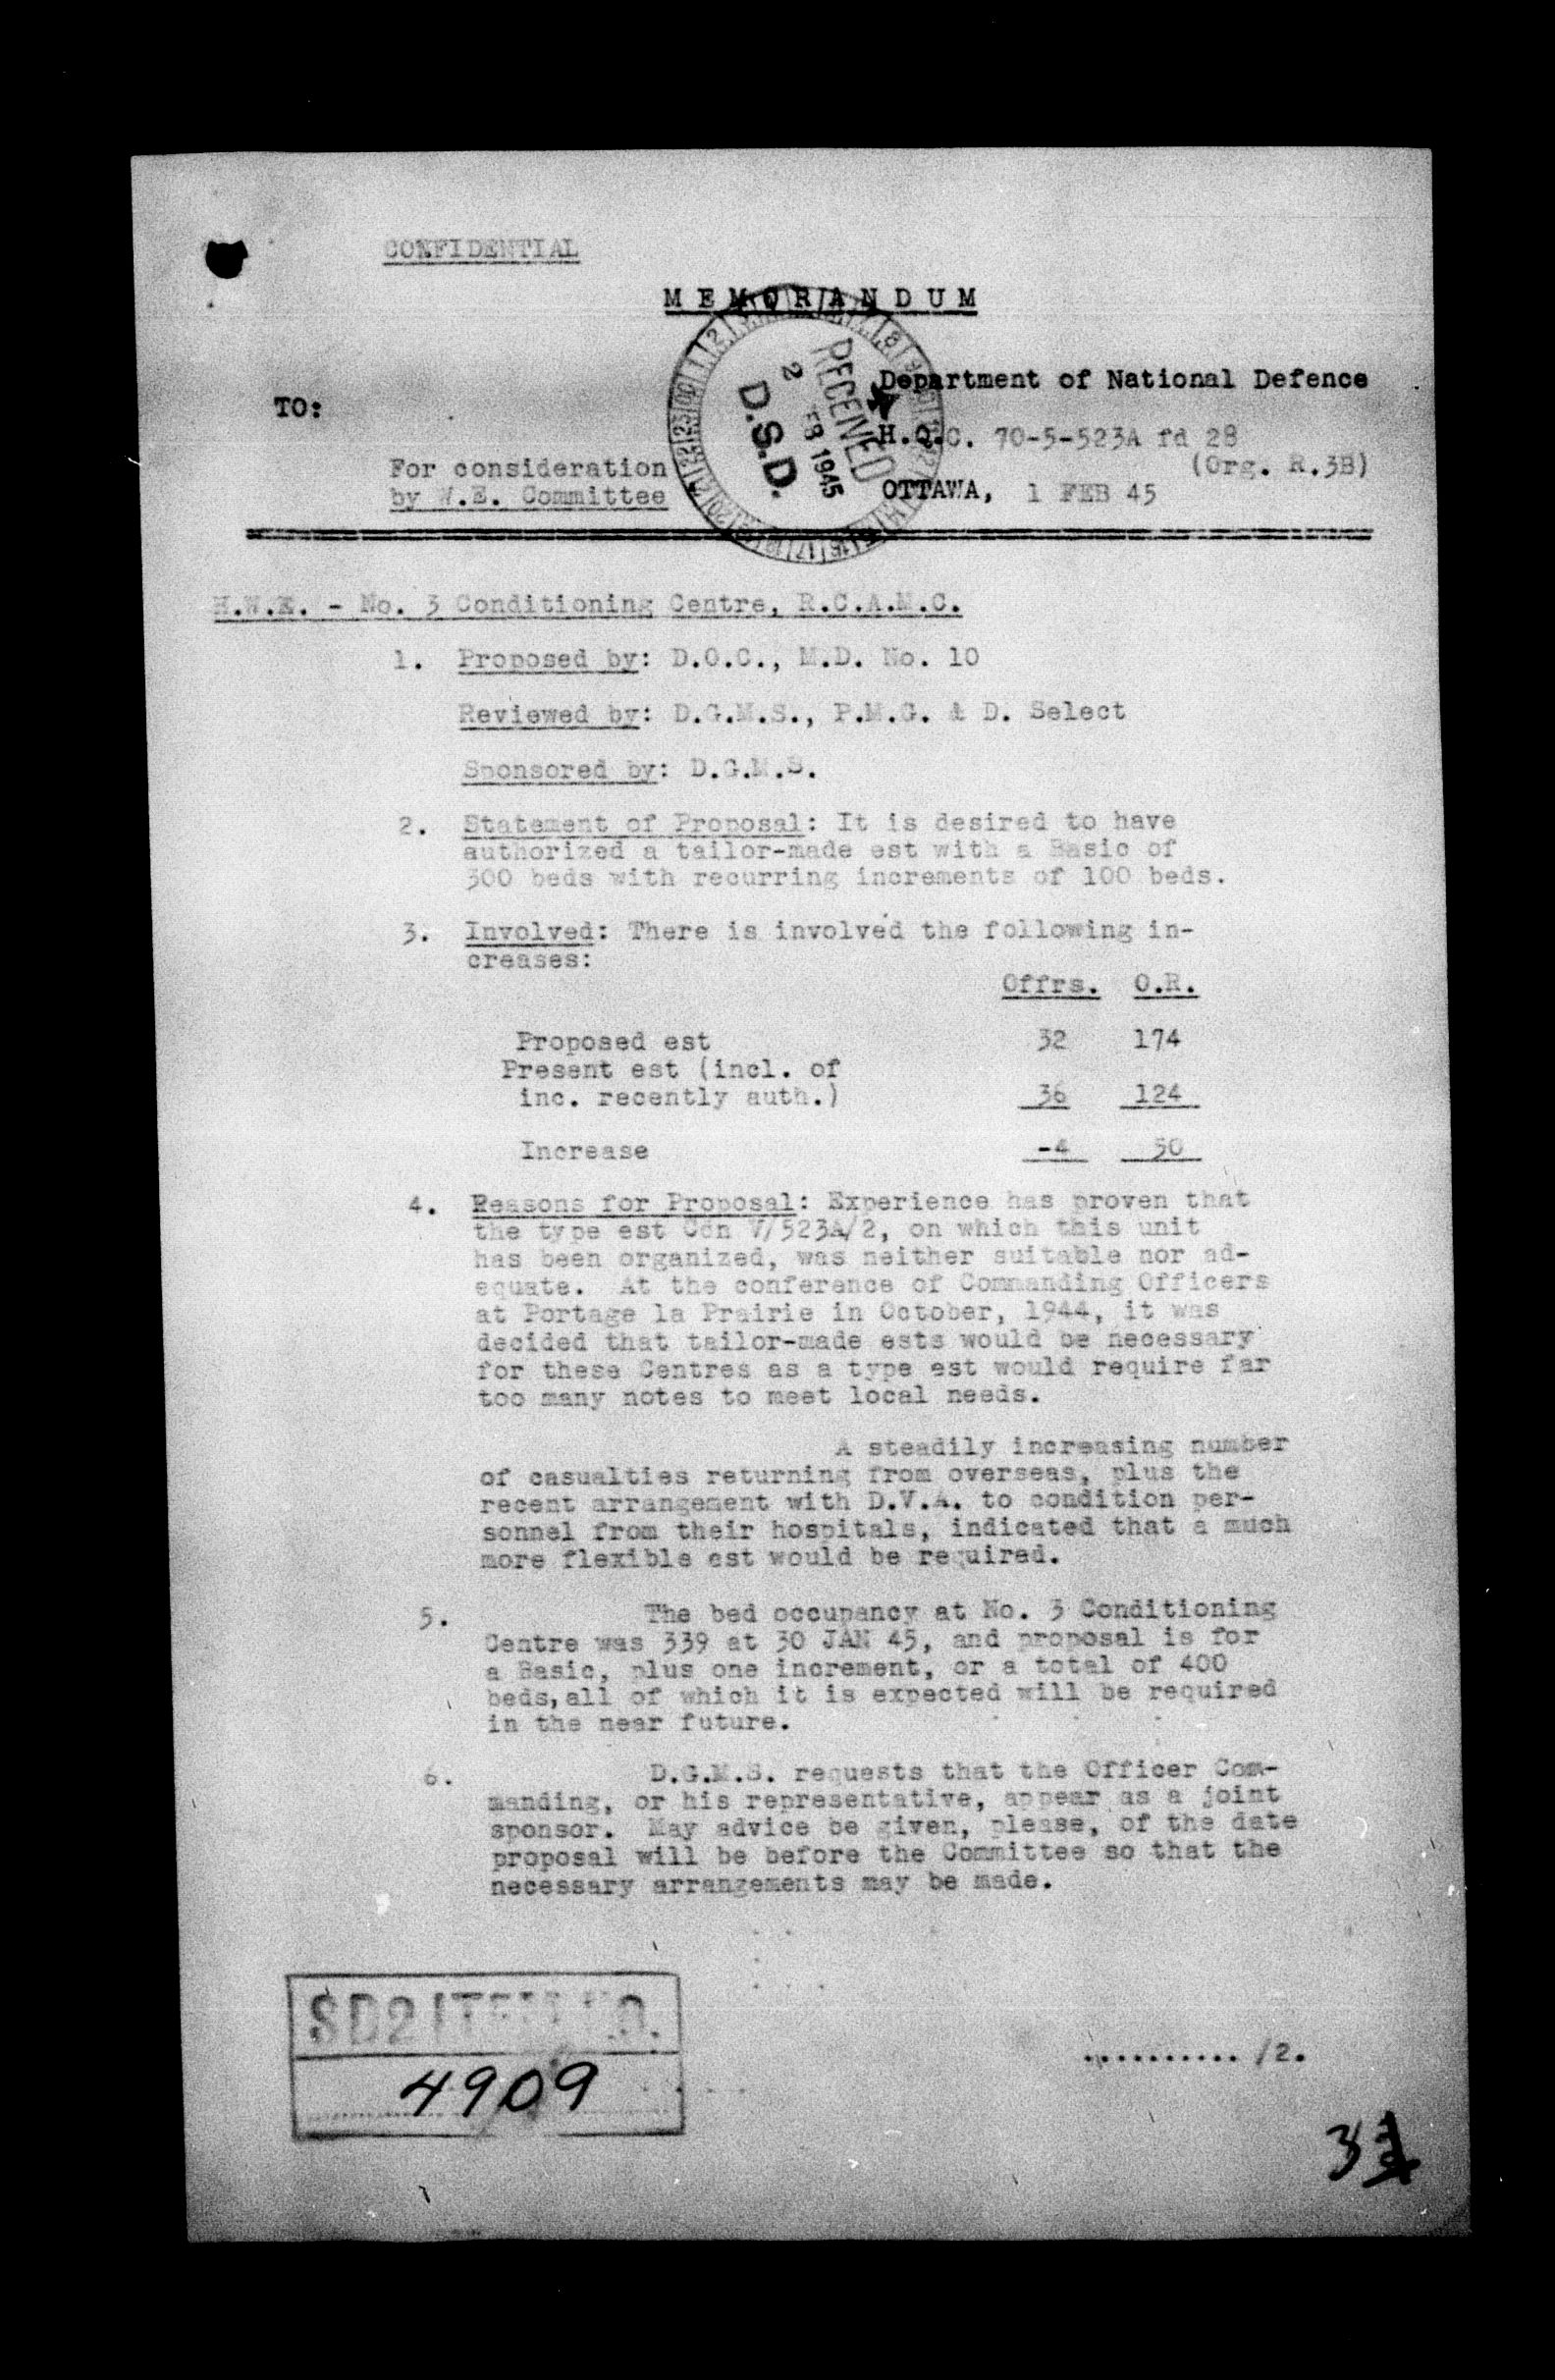 CONFIDENTIAL
MEMORANDUM
Department of National Defence
TO:
H.Q.C. 70-5-523A fd 28
(Org. R.3B)
For consideration
by W.E. Committee
OTTAWA, 1 FEB 45
RECEIVED
2 FEB 1945
D.S.D.
H.W.E. - No. 3 Conditioning Centre, R.C.A.M.C.
1. Proposed by: D.O.C., M.D. No. 10
Reviewed by: D.G.M.S., P.M.G. & D. Select
Sponsored by: D.G.M.S.
2. Statement of Proposal: It is desired to have
authorized a tailor-made est with a Basic of
300 beds with recurring increments of 100 beds.
3. Involved: There is involved the following in-
creases:
Offrs. O.R.
Proposed est 32 174
Present est (incl. of
inc. recently auth.) 36 124
Increase -4 50
4. Reasons for Proposal: Experience has proven that
the type est Cdn V/523A/2, on which this unit
has been organized, was neither suitable nor ad-
equate. At the conference of Commanding Officers
at Portage la Prairie in October, 1944, it was
decided that tailor-made ests would be necessary
for these Centres as a type est would require far
too many notes to meet local needs.
A steadily increasing number
of casualties returning from overseas, plus the
recent arrangement with D.V.A. to condition per-
sonnel from their hospitals, indicated that a much
more flexible est would be required.
5. The bed occupancy at No. 3 Conditioning
Centre was 339 at 30 JAN 45, and proposal is for
a Basic, plus one increment, or a total of 400
beds, all of which it is expected will be required
in the near future.
6. D.G.M.S. requests that the Officer Com-
manding, or his representative, appear as a joint
sponsor. May advice be given, please, of the date
proposal will be before the Committee so that the
necessary arrangements may be made.
SD2 ITEM NO.
4909
.......... /2.